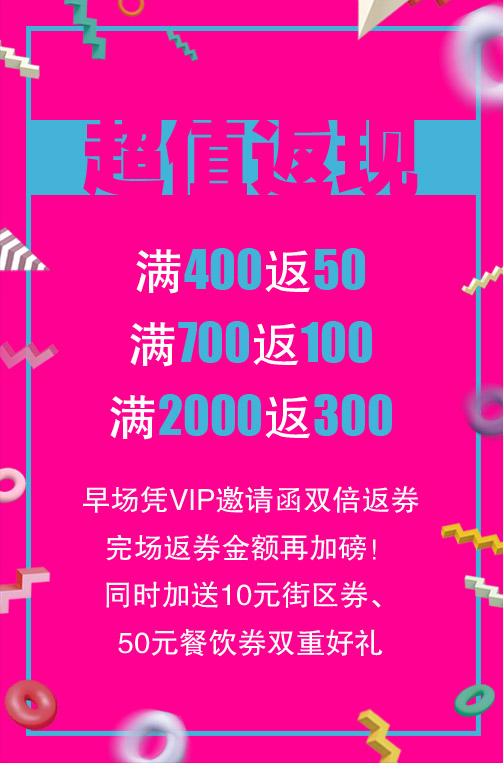 超值返现
满400返50
满700返100
满2000返300
早场凭VIP邀请函双倍返券
完场返券金额再加磅！
同时加送10元街区券、
50元餐饮券双重好礼